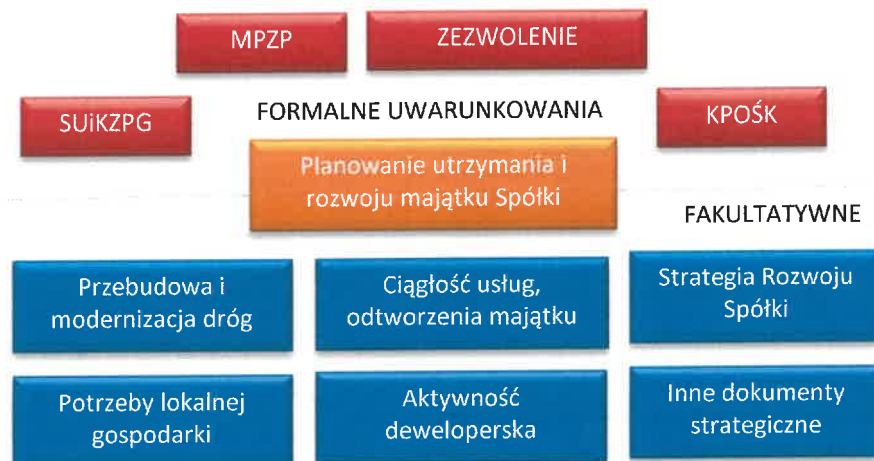 MPZP
ZEZWOLENIE
SUiKZPG
FORMALNE UWARUNKOWANIA
KPOŚK
Planowanie utrzymania i
rozwoju majątku Spółki
FAKULTATYWNE
Przebudowa i
modernizacja dróg
Ciągłość usług,
odtworzenia majątku
Strategia Rozwoju
Spółki
Potrzeby lokalnej
gospodarki
Aktywność
deweloperska
Inne dokumenty
strategiczne